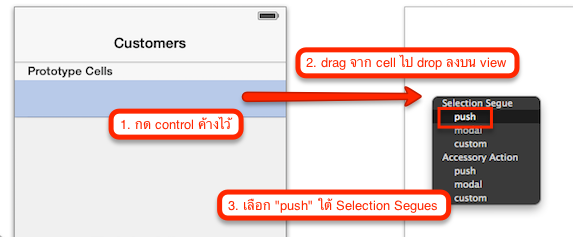 Customers
Prototype Cells
1. กด control ค้างไว้
2. drag จาก cell ไป drop ลงบน view
Selection Segue
push
modal
custom
Accessory Action
push
modal
custom
3. เลือก "push" ใต้ Selection Segues